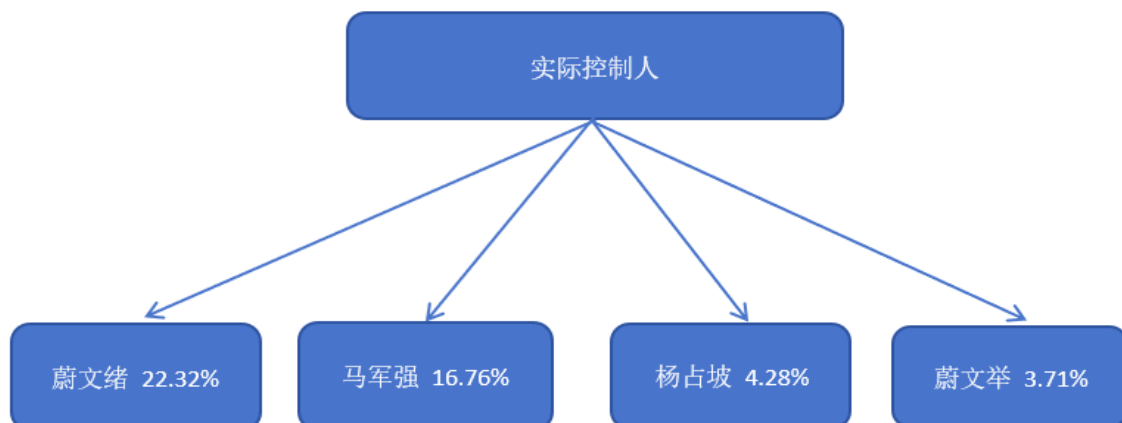 实际控制人
蔚文绪 22.32%
马军强 16.76%
杨占坡 4.28%
蔚文举 3.71%